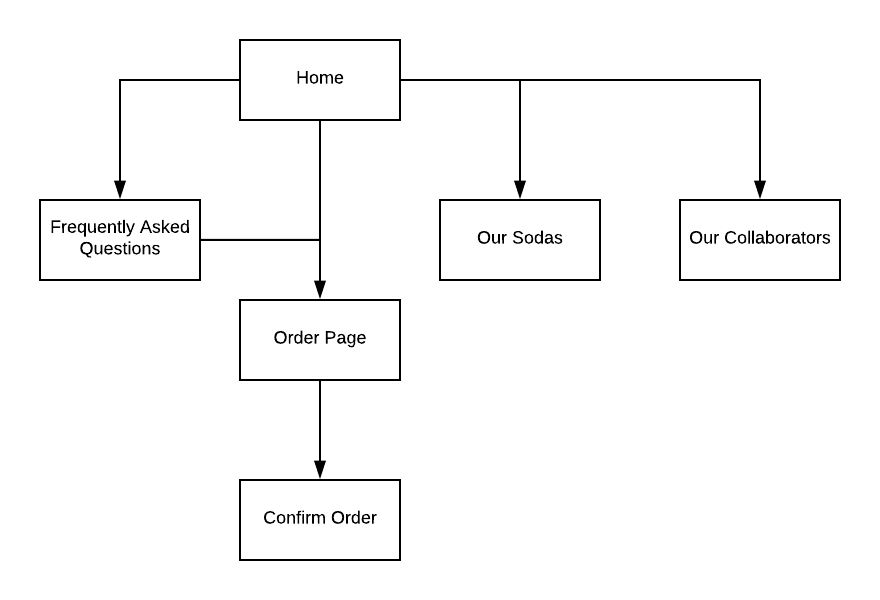 Home
Frequently Asked
Questions
Our Sodas
Our Collaborators
Order Page
Confirm Order